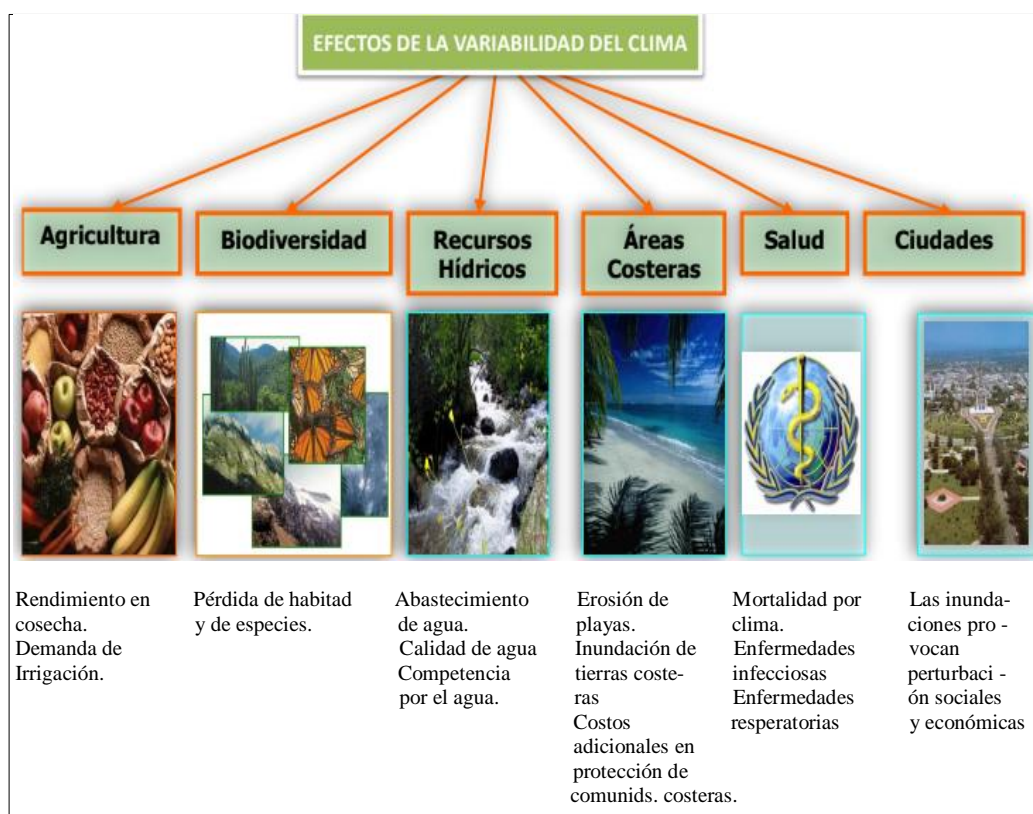 EFECTOS DE LA VARIABILIDAD DEL CLIMA
Agricultura
Biodiversidad
Recursos
Hídricos
Áreas
Costeras
Salud
Ciudades
Rendimiento en
cosecha.
Demanda de
Irrigación.
Pérdida de habitad
y de especies.
Abastecimiento
de agua.
Calidad de agua
Competencia
por el agua.
Erosión de
playas.
Inundación de
tierras coste-
ras
Costos
adicionales en
protección de
comunids. costeras.
Mortalidad por
clima.
Enfermedades
infecciosas
Enfermedades
resperatorias
Las inunda-
ciones pro -
vocan
perturbaci -
ón sociales
y económicas